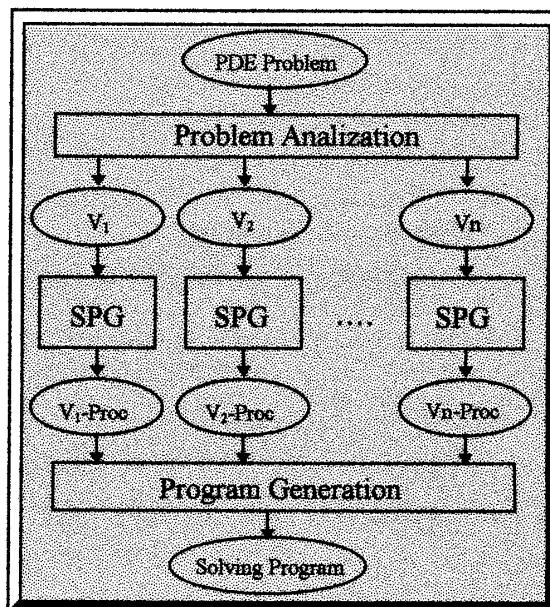 PDE Problem
Problem Analization
V₁ V₂ Vn
SPG SPG .... SPG
V₁-Proc V₂-Proc Vn-Proc
Program Generation
Solving Program